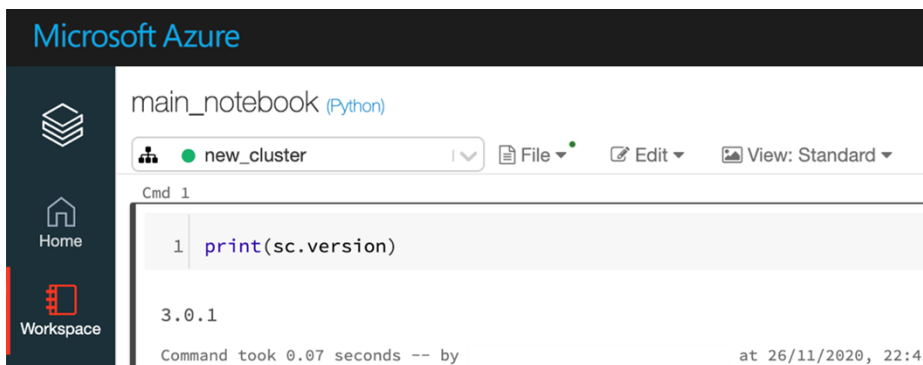 Microsoft Azure
main_notebook (Python)
new_cluster File Edit View: Standard
Cmd 1
Home
1 print(sc.version)
Workspace
3.0.1
Command took 0.07 seconds -- by at 26/11/2020, 22:4